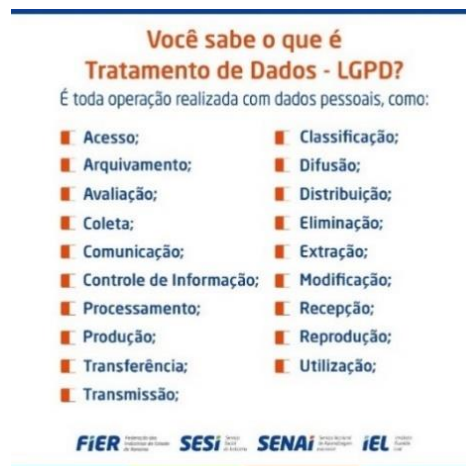 Você sabe o que é
Tratamento de Dados - LGPD?
É toda operação realizada com dados pessoais, como:
Acesso;
Arquivamento;
Avaliação;
Coleta;
Comunicação;
Controle de Informação;
Processamento;
Produção;
Transferência;
Transmissão;
Classificação;
Difusão;
Distribuição;
Eliminação;
Extração;
Modificação;
Recepção;
Reprodução;
Utilização;
FiER SESi SENAi iEL